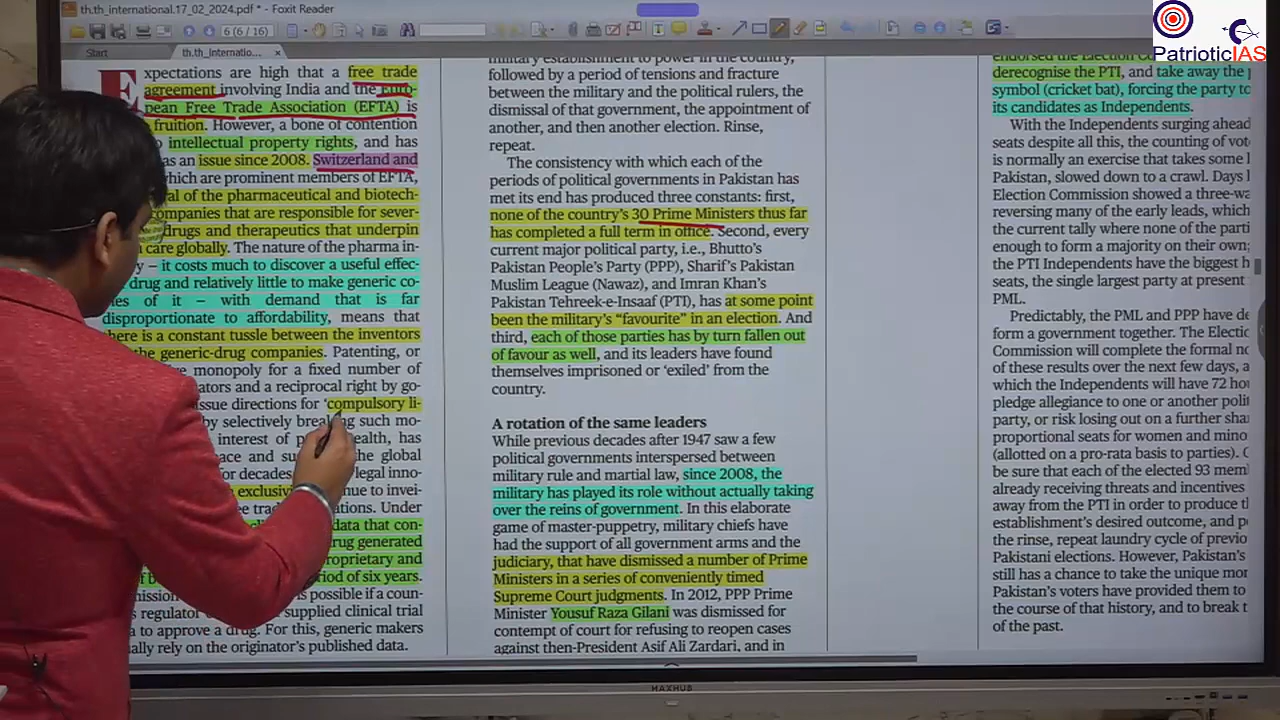 th.th_international.17_02_2024.pdf * - Foxit Reader
6 (6 / 16)
Start
th.th_internatio...
PatrioticIAS
Expectations are high that a free trade
agreement involving India and the Euro-
pean Free Trade Association (EFTA) is
fruition. However, a bone of contention
intellectual property rights, and has
as an issue since 2008. Switzerland and
which are prominent members of EFTA,
al of the pharmaceutical and biotech-
companies that are responsible for sever-
drugs and therapeutics that underpin
care globally. The nature of the pharma in-
– it costs much to discover a useful effec-
drug and relatively little to make generic co-
of it – with demand that is far
disproportionate to affordability, means that
there is a constant tussle between the inventors
the generic-drug companies. Patenting, or
monopoly for a fixed number of
and a reciprocal right by go-
issue directions for ‘compulsory li-
by selectively breaking such mo-
interest of health, has
the global
for decades legal inno-
exclusiv to invei-
Under
data that con-
drug generated
and
of six years.
is possible if a coun-
regulator supplied clinical trial
to approve a drug. For this, generic makers
rely on the originator's published data.
military establishment to power in the country,
followed by a period of tensions and fracture
between the military and the political rulers, the
dismissal of that government, the appointment of
another, and then another election. Rinse,
repeat.
The consistency with which each of the
periods of political governments in Pakistan has
met its end has produced three constants: first,
none of the country's 30 Prime Ministers thus far
has completed a full term in office. Second, every
current major political party, i.e., Bhutto's
Pakistan People's Party (PPP), Sharif's Pakistan
Muslim League (Nawaz), and Imran Khan's
Pakistan Tehreek-e-Insaaf (PTI), has at some point
been the military's “favourite” in an election. And
third, each of those parties has by turn fallen out
of favour as well, and its leaders have found
themselves imprisoned or ‘exiled’ from the
country.
A rotation of the same leaders
While previous decades after 1947 saw a few
political governments interspersed between
military rule and martial law, since 2008, the
military has played its role without actually taking
over the reins of government. In this elaborate
game of master-puppetry, military chiefs have
had the support of all government arms and the
judiciary, that have dismissed a number of Prime
Ministers in a series of conveniently timed
Supreme Court judgments. In 2012, PPP Prime
Minister Yousuf Raza Gilani was dismissed for
contempt of court for refusing to reopen cases
against then-President Asif Ali Zardari, and in
endorsed the Election
derecognise the PTI, and take away the
symbol (cricket bat), forcing the party to
its candidates as Independents.
With the Independents surging ahead
seats despite all this, the counting of
is normally an exercise that takes some
Pakistan, slowed down to a crawl. Days
Election Commission showed a three-wa
reversing many of the early leads, which
the current tally where none of the parti
enough to form a majority on their own;
the PTI Independents have the biggest
seats, the single largest party at present
PML.
Predictably, the PML and PPP have de
form a government together. The Electi
Commission will complete the formal
of these results over the next few days, a
which the Independents will have 72 ho
pledge allegiance to one or another poli
party, or risk losing out on a further sha
proportional seats for women and mino
(allotted on a pro-rata basis to parties).
be sure that each of the elected 93 mem
already receiving threats and incentives
away from the PTI in order to produce t
establishment's desired outcome, and
the rinse, repeat laundry cycle of previo
Pakistani elections. However, Pakistan's
still has a chance to take the unique
Pakistan's voters have provided them to
the course of that history, and to break t
of the past.
MAXHUB